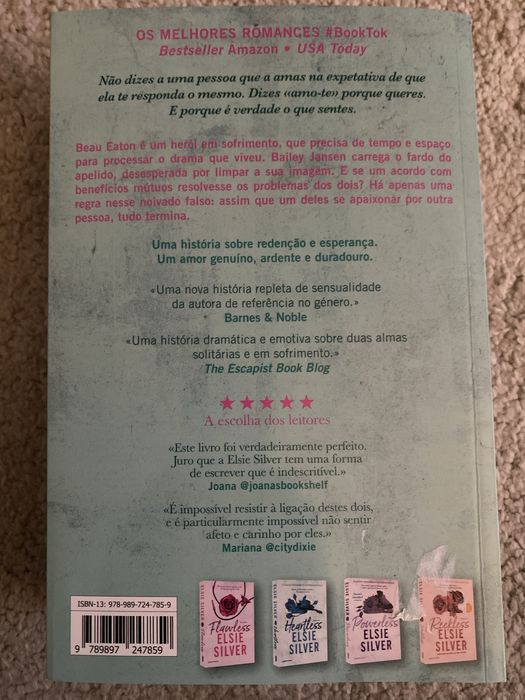 OS MELHORES ROMANCES #BookTok
Bestseller Amazon • USA Today
Não dizes a uma pessoa que a amas na expetativa de que
ela te responda o mesmo. Dizes «amo-te» porque queres.
E porque é verdade o que sentes.
Beau Eaton é um herói em sofrimento, que precisa de tempo e espaço
para processar o drama que viveu. Bailey Jansen carrega o fardo do
apelido, desesperada por limpar a sua imagem. E se um acordo com
benefícios mútuos resolvesse os problemas dos dois? Há apenas uma
regra nesse noivado falso: assim que um deles se apaixonar por outra
pessoa, tudo termina.
Uma história sobre redenção e esperança.
Um amor genuíno, ardente e duradouro.
«Uma nova história repleta de sensualidade
da autora de referência no género.»
Barnes & Noble
«Uma história dramática e emotiva sobre duas almas
solitárias e em sofrimento.»
The Escapist Book Blog
A escolha dos leitores
«Este livro foi verdadeiramente perfeito.
Juro que a Elsie Silver tem uma forma
de escrever que é indescritível.»
Joana @joanasbookshelf
«É impossível resistir à ligação destes dois,
e é particularmente impossível não sentir
afeto e carinho por eles.»
Mariana @citydixie
ISBN-13: 978-989-724-785-9
9 789897 247859
ELSIE SILVER
Flawless
ELSIE
SILVER
ELSIE SILVER
Heartless
ELSIE
SILVER
ELSIE SILVER
Powerless
ELSIE
SILVER
ELSIE SILVER
Reckless
ELSIE
SILVER